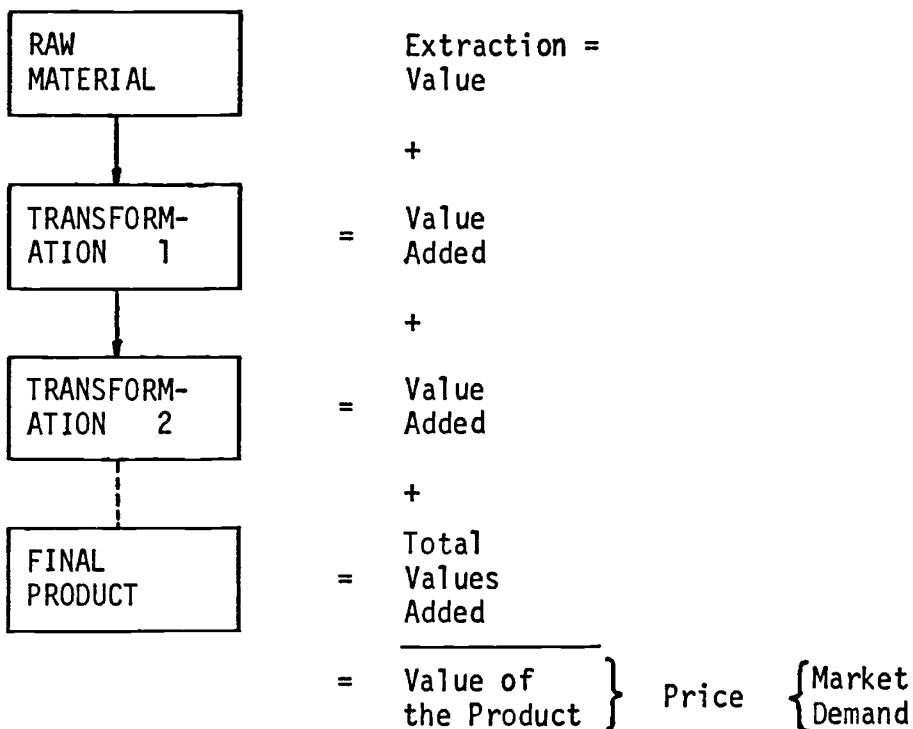 RAW
MATERIAL
Extraction =
Value
+
TRANSFORM-
ATION 1
=
Value
Added
+
TRANSFORM-
ATION 2
=
Value
Added
+
FINAL
PRODUCT
=
Total
Values
Added
=
Value of
the Product
}
Price
{
Market
Demand